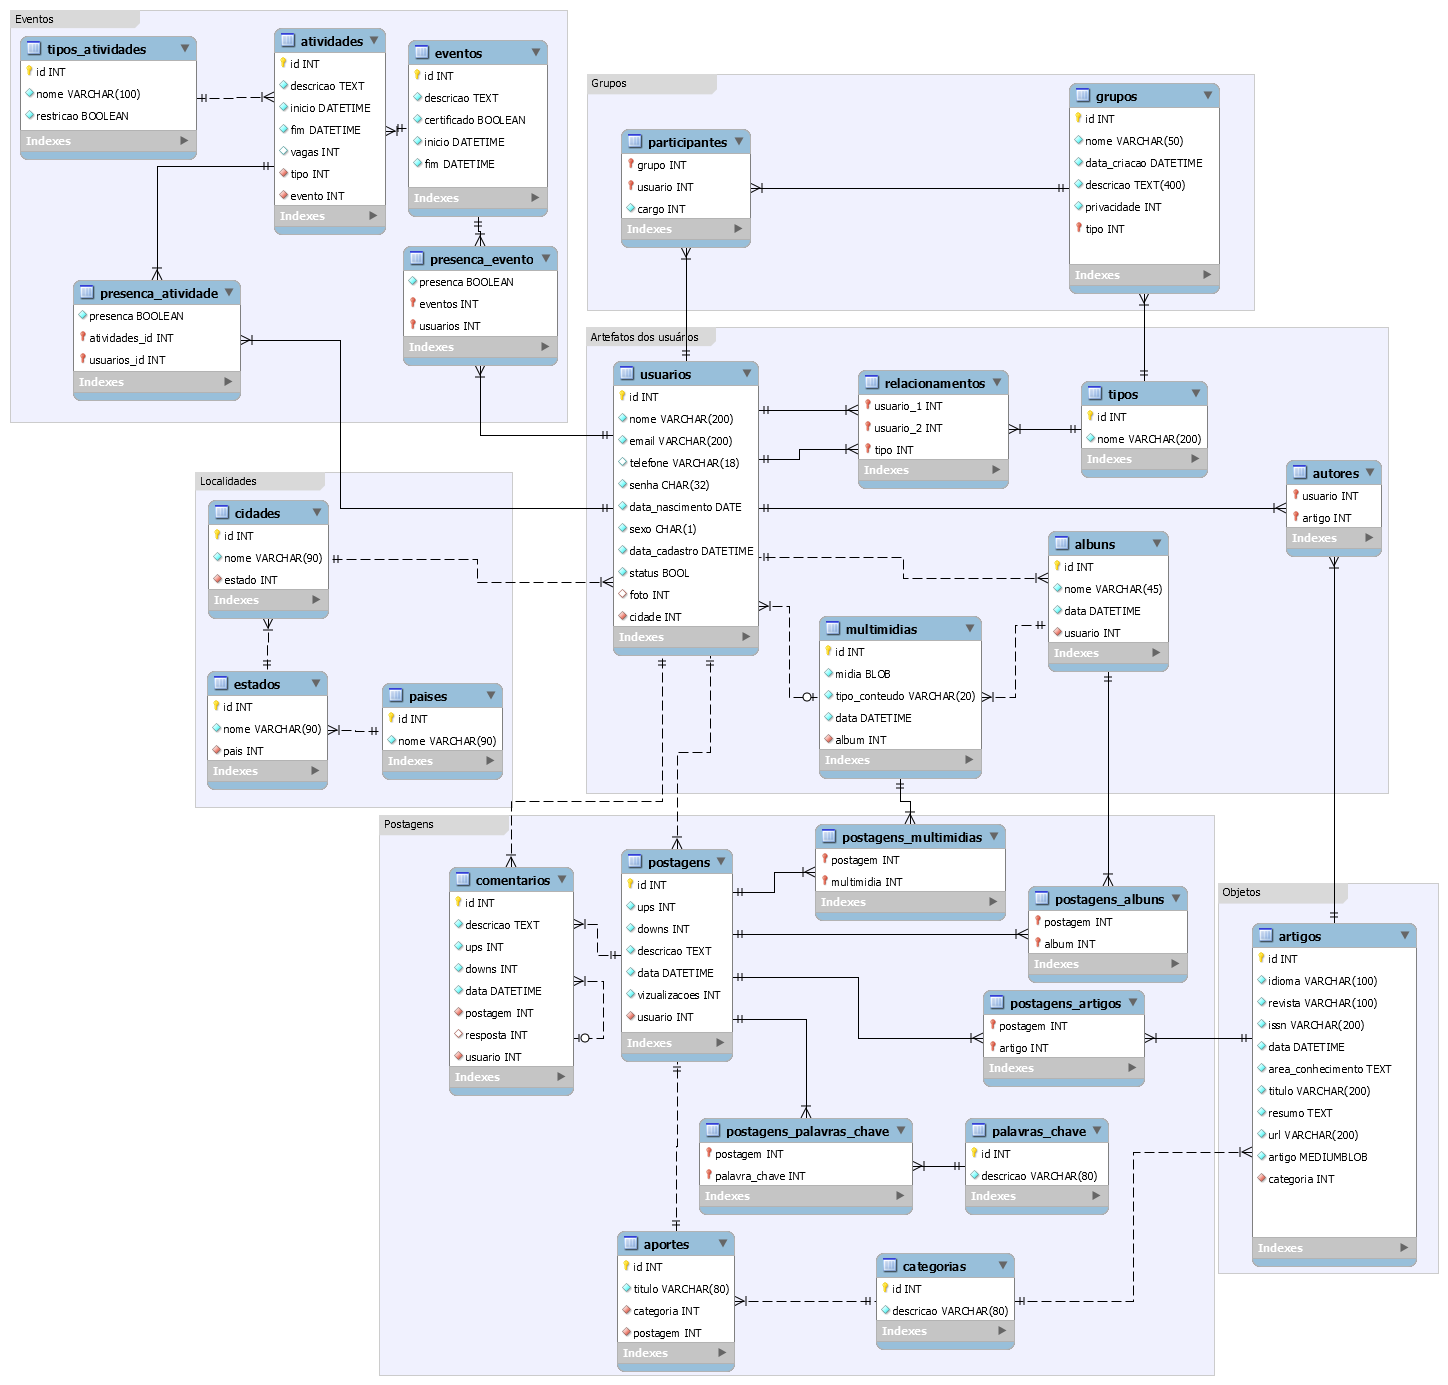 Eventos
tipos_atividades
id INT
nome VARCHAR(100)
restricao BOOLEAN
Indexes
atividades
id INT
descricao TEXT
inicio DATETIME
fim DATETIME
vagas INT
tipo INT
evento INT
Indexes
eventos
id INT
descricao TEXT
certificado BOOLEAN
inicio DATETIME
fim DATETIME
Indexes
presenca_atividade
presenca BOOLEAN
atividades_id INT
usuarios_id INT
Indexes
presenca_evento
presenca BOOLEAN
eventos INT
usuarios INT
Indexes
Grupos
participantes
grupo INT
usuario INT
cargo INT
Indexes
grupos
id INT
nome VARCHAR(50)
data_criacao DATETIME
descricao TEXT(400)
privacidade INT
tipo INT
Indexes
Artefatos dos usuários
usuarios
id INT
nome VARCHAR(200)
email VARCHAR(200)
telefone VARCHAR(18)
senha CHAR(32)
data_nascimento DATE
sexo CHAR(1)
data_cadastro DATETIME
status BOOL
foto INT
cidade INT
Indexes
relacionamentos
usuario_1 INT
usuario_2 INT
tipo INT
Indexes
tipos
id INT
nome VARCHAR(200)
Indexes
autores
usuario INT
artigo INT
Indexes
albuns
id INT
nome VARCHAR(45)
data DATETIME
usuario INT
Indexes
multimidias
id INT
midia BLOB
tipo_conteudo VARCHAR(20)
data DATETIME
album INT
Indexes
Localidades
cidades
id INT
nome VARCHAR(90)
estado INT
Indexes
estados
id INT
nome VARCHAR(90)
pais INT
Indexes
paises
id INT
nome VARCHAR(90)
Indexes
Postagens
comentarios
id INT
descricao TEXT
ups INT
downs INT
data DATETIME
postagem INT
resposta INT
usuario INT
Indexes
postagens
id INT
ups INT
downs INT
descricao TEXT
data DATETIME
vizualizacoes INT
usuario INT
Indexes
postagens_multimidias
postagem INT
multimidia INT
Indexes
postagens_albuns
postagem INT
album INT
Indexes
postagens_artigos
postagem INT
artigo INT
Indexes
postagens_palavras_chave
postagem INT
palavra_chave INT
Indexes
palavras_chave
id INT
descricao VARCHAR(80)
Indexes
aportes
id INT
titulo VARCHAR(80)
categoria INT
postagem INT
Indexes
categorias
id INT
descricao VARCHAR(80)
Indexes
Objetos
artigos
id INT
idioma VARCHAR(100)
revista VARCHAR(100)
issn VARCHAR(200)
data DATETIME
area_conhecimento TEXT
titulo VARCHAR(200)
resumo TEXT
url VARCHAR(200)
artigo MEDIUMBLOB
categoria INT
Indexes